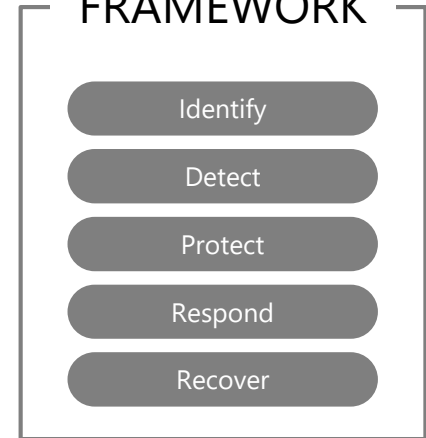 FRAMEWORK
Identify
Detect
Protect
Respond
Recover